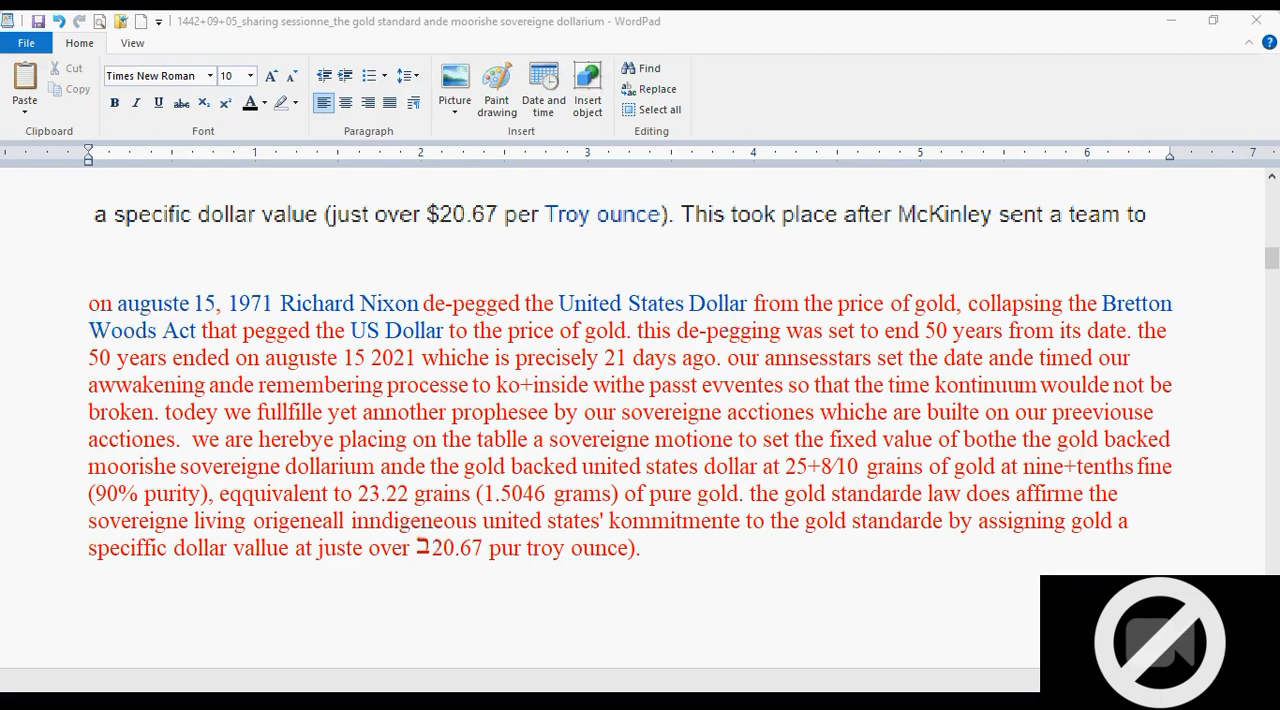 1442+09+05_sharing sessionne_the gold standard ande moorishe sovereigne dollarium - WordPad
File Home View
Cut
Copy
Paste
Clipboard
Times New Roman 10
B I U abc X₂ X² A
Font
Paragraph
Picture
Paint drawing
Date and time
Insert object
Insert
Find
Replace
Select all
Editing
1 2 3 4 5 6 7
a specific dollar value (just over $20.67 per Troy ounce). This took place after McKinley sent a team to
on auguste 15, 1971 Richard Nixon de-pegged the United States Dollar from the price of gold, collapsing the Bretton
Woods Act that pegged the US Dollar to the price of gold. this de-pegging was set to end 50 years from its date. the
50 years ended on auguste 15 2021 whiche is precisely 21 days ago. our annsesstars set the date ande timed our
awwakening ande remembering processe to ko+inside withe passt evventes so that the time kontinuum woulde not be
broken. todey we fullfille yet annother prophesee by our sovereigne acctiones whiche are builte on our preeviouse
acctiones. we are herebye placing on the tablle a sovereigne motione to set the fixed value of bothe the gold backed
moorishe sovereigne dollarium ande the gold backed united states dollar at 25+8⁄10 grains of gold at nine+tenths fine
(90% purity), eqquivalent to 23.22 grains (1.5046 grams) of pure gold. the gold standarde law does affirme the
sovereigne living origeneall inndigeneous united states' kommitmente to the gold standarde by assigning gold a
speciffic dollar vallue at juste over ב20.67 pur troy ounce).